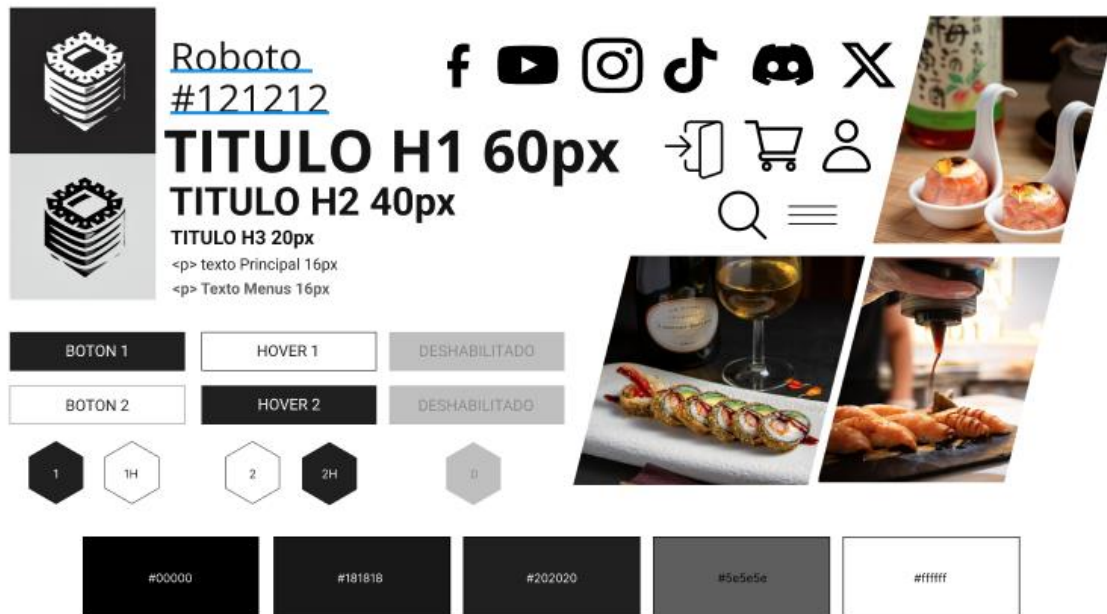 Roboto
#121212
TITULO H1 60px
TITULO H2 40px
TITULO H3 20px
<p> texto Principal 16px
<p> Texto Menus 16px
BOTON 1
HOVER 1
DESHABILITADO
BOTON 2
HOVER 2
DESHABILITADO
1
1H
2
2H
D
#00000
#181818
#202020
#5e5e5e
#ffffff